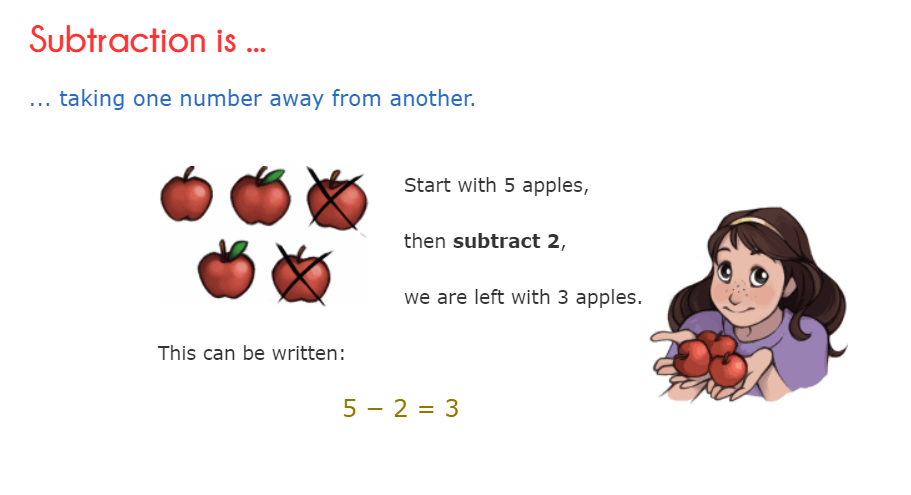 Subtraction is ...
... taking one number away from another.
Start with 5 apples,
then subtract 2,
we are left with 3 apples.
This can be written:
5 − 2 = 3